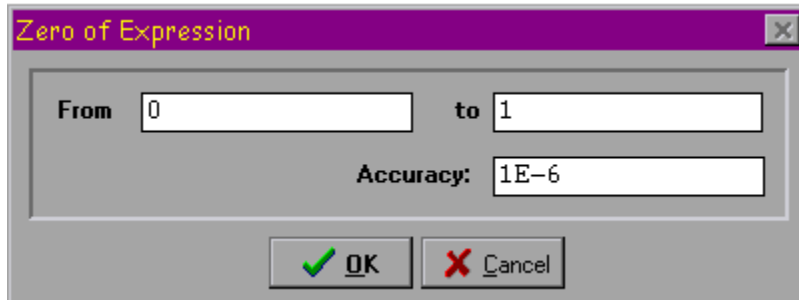 Zero of Expression
From 0 to 1
Accuracy: 1E-6
OK Cancel